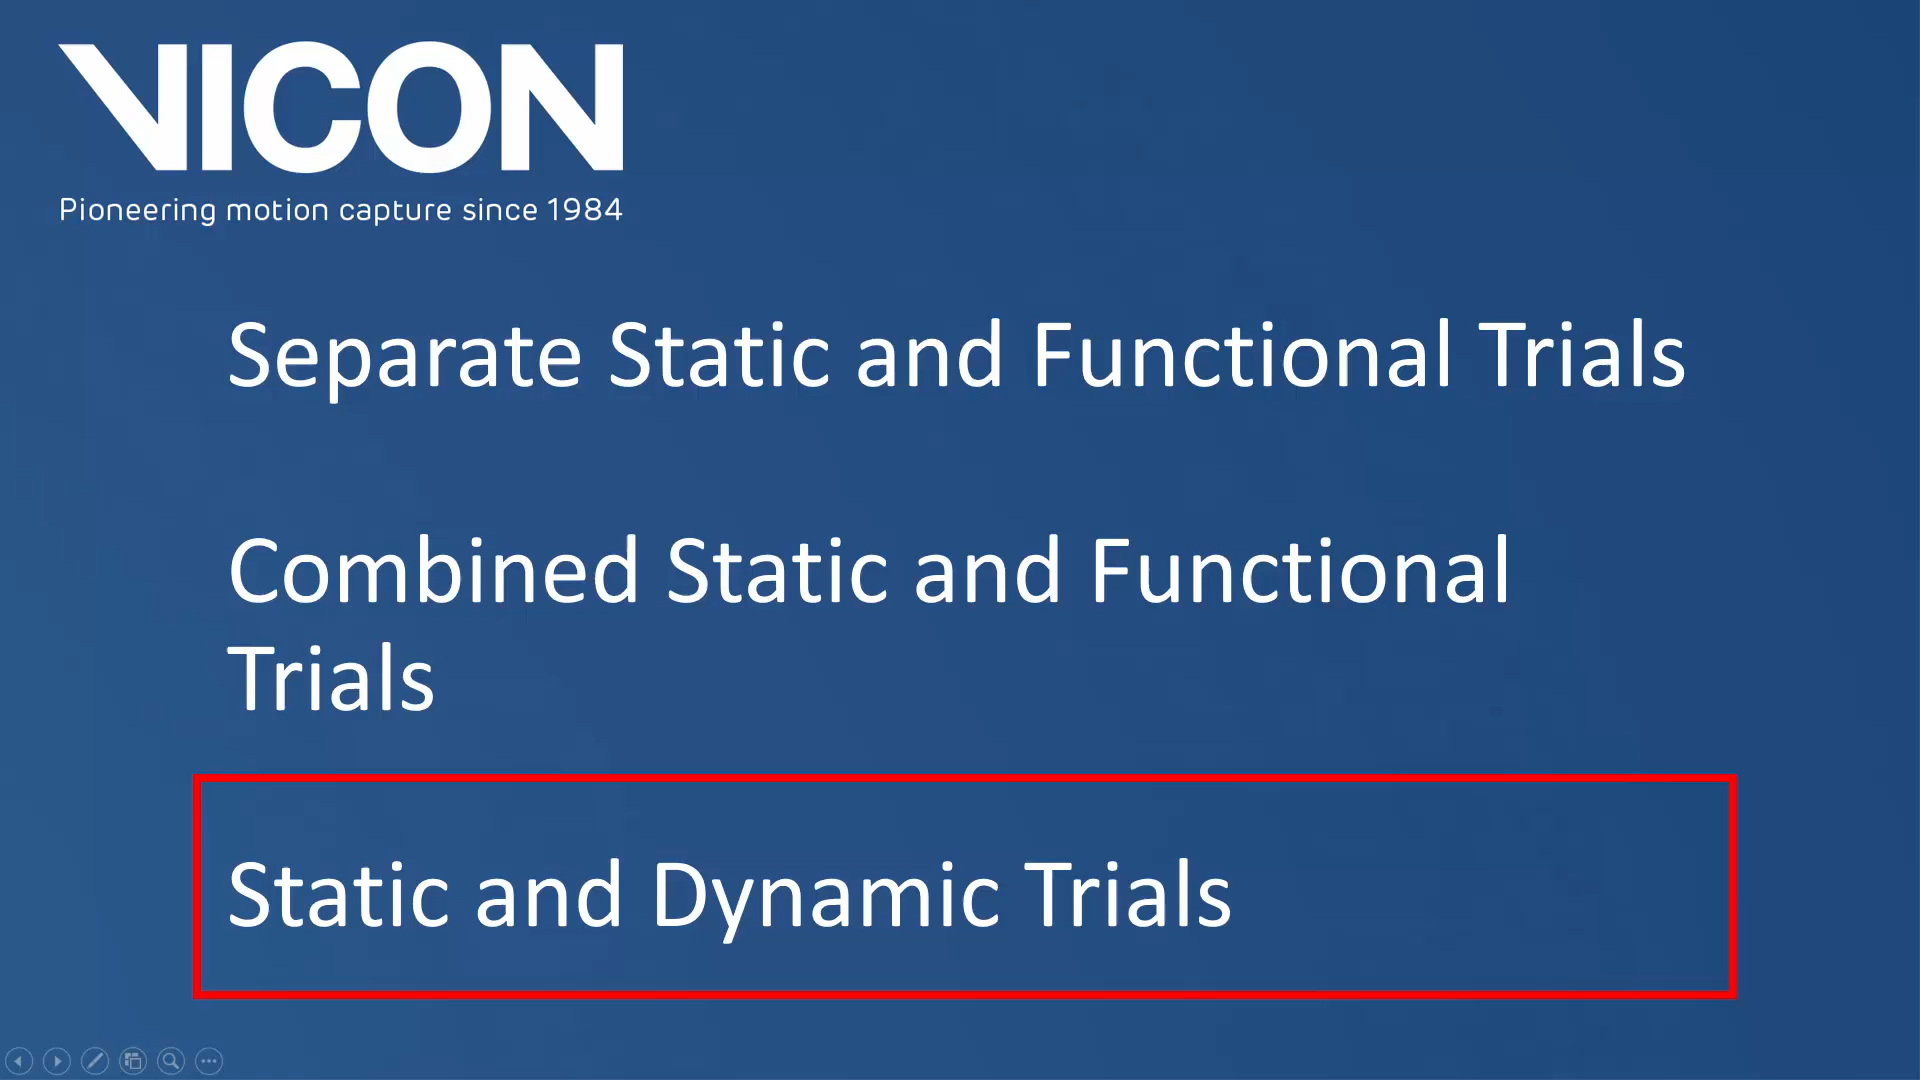 VICON
Pioneering motion capture since 1984
Separate Static and Functional Trials
Combined Static and Functional
Trials
Static and Dynamic Trials